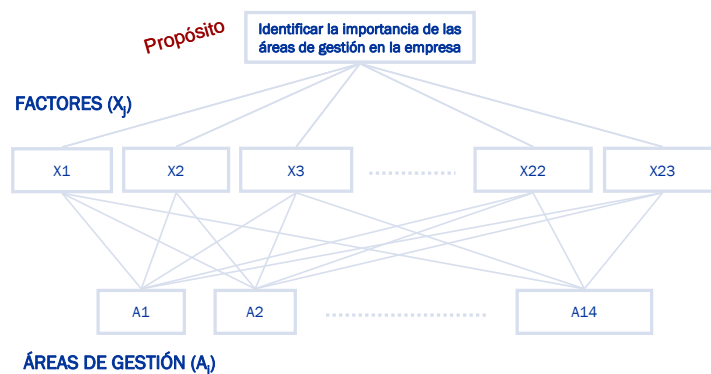 Propósito
Identificar la importancia de las
áreas de gestión en la empresa
FACTORES (Xj)
X1 X2 X3 X22 X23
A1 A2 A14
ÁREAS DE GESTIÓN (Ai)